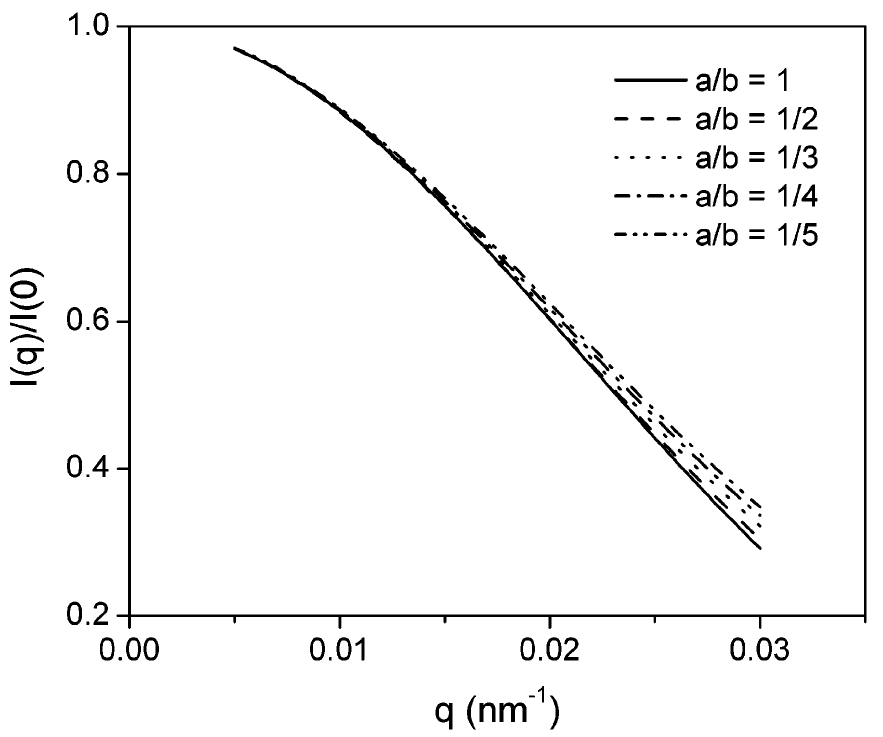 1.0
0.8
0.6
0.4
0.2
I(q)/I(0)
a/b = 1
a/b = 1/2
a/b = 1/3
a/b = 1/4
a/b = 1/5
0.00 0.01 0.02 0.03
q (nm⁻¹)